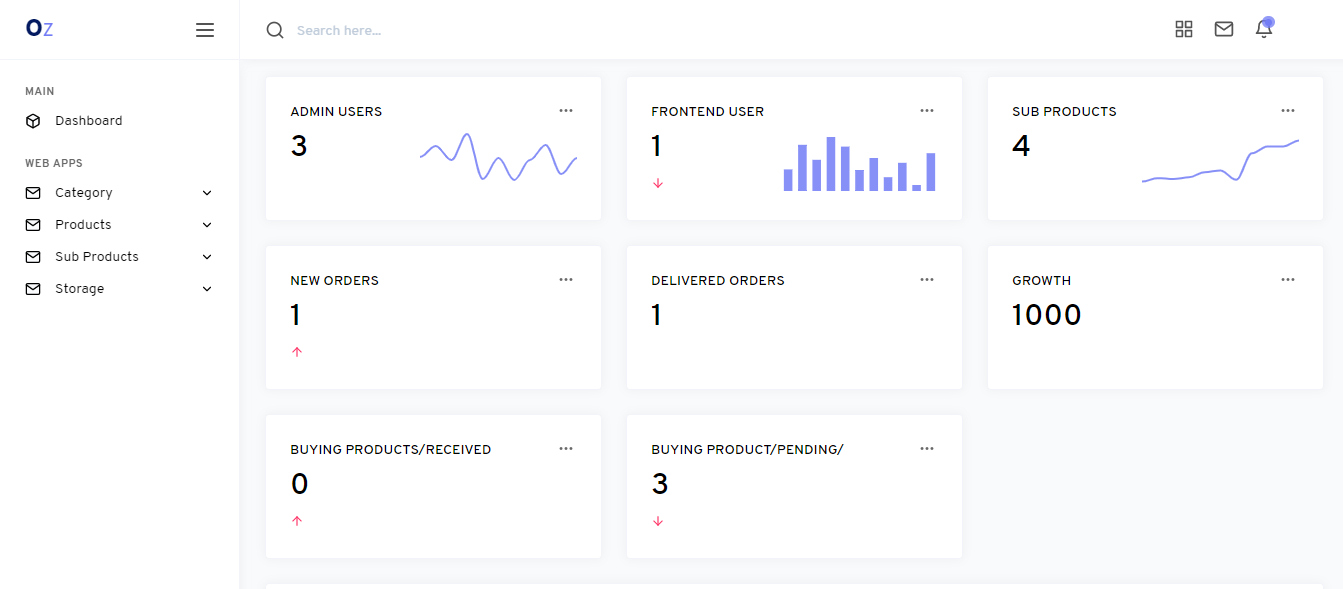 Oz
Search here...
MAIN
Dashboard
WEB APPS
Category
Products
Sub Products
Storage
ADMIN USERS
3
FRONTEND USER
1
SUB PRODUCTS
4
NEW ORDERS
1
DELIVERED ORDERS
1
GROWTH
1000
BUYING PRODUCTS/RECEIVED
0
BUYING PRODUCT/PENDING/
3